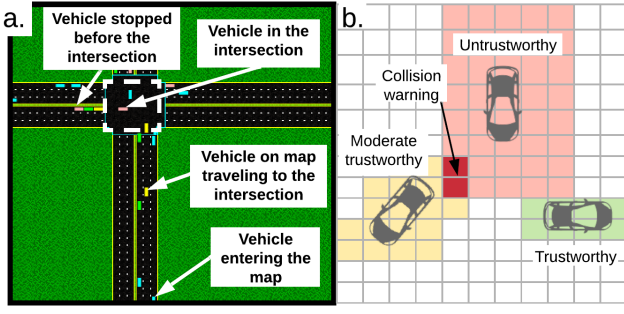 a.
Vehicle stopped
before the
intersection
Vehicle in the
intersection
Vehicle on map
traveling to the
intersection
Vehicle
entering the
map
b.
Untrustworthy
Collision
warning
Moderate
trustworthy
Trustworthy